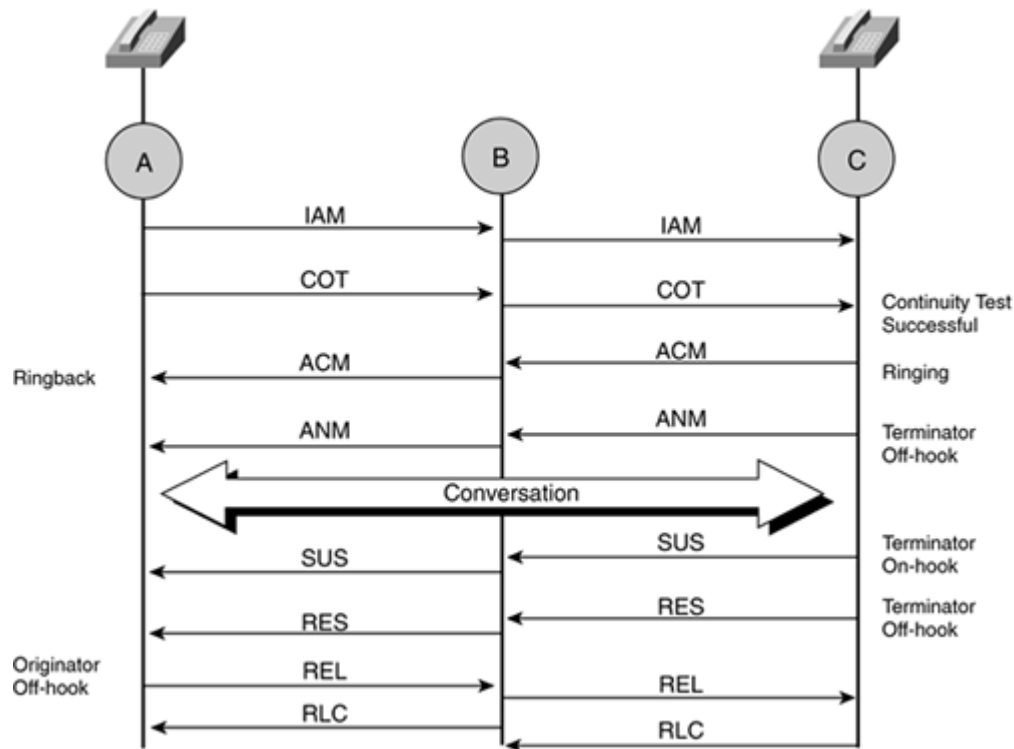 A
B
C
IAM
IAM
COT
COT
Continuity Test
Successful
ACM
ACM
Ringback
Ringing
ANM
ANM
Terminator
Off-hook
Conversation
SUS
SUS
Terminator
On-hook
RES
RES
Terminator
Off-hook
Originator
Off-hook
REL
REL
RLC
RLC